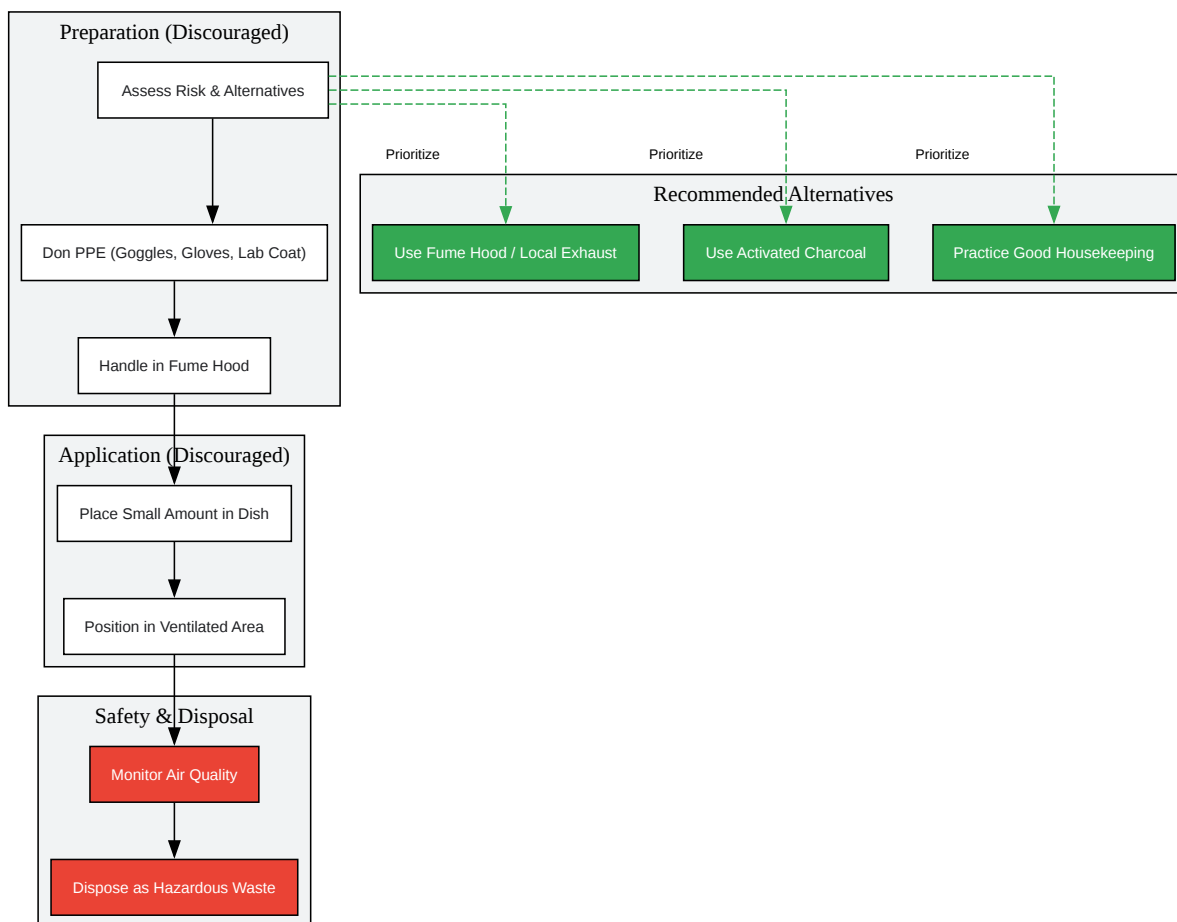 Preparation (Discouraged)
Assess Risk & Alternatives
Prioritize
Prioritize
Prioritize
Recommended Alternatives
Don PPE (Goggles, Gloves, Lab Coat)
Use Fume Hood / Local Exhaust
Use Activated Charcoal
Practice Good Housekeeping
Handle in Fume Hood
Application (Discouraged)
Place Small Amount in Dish
Position in Ventilated Area
Safety & Disposal
Monitor Air Quality
Dispose as Hazardous Waste